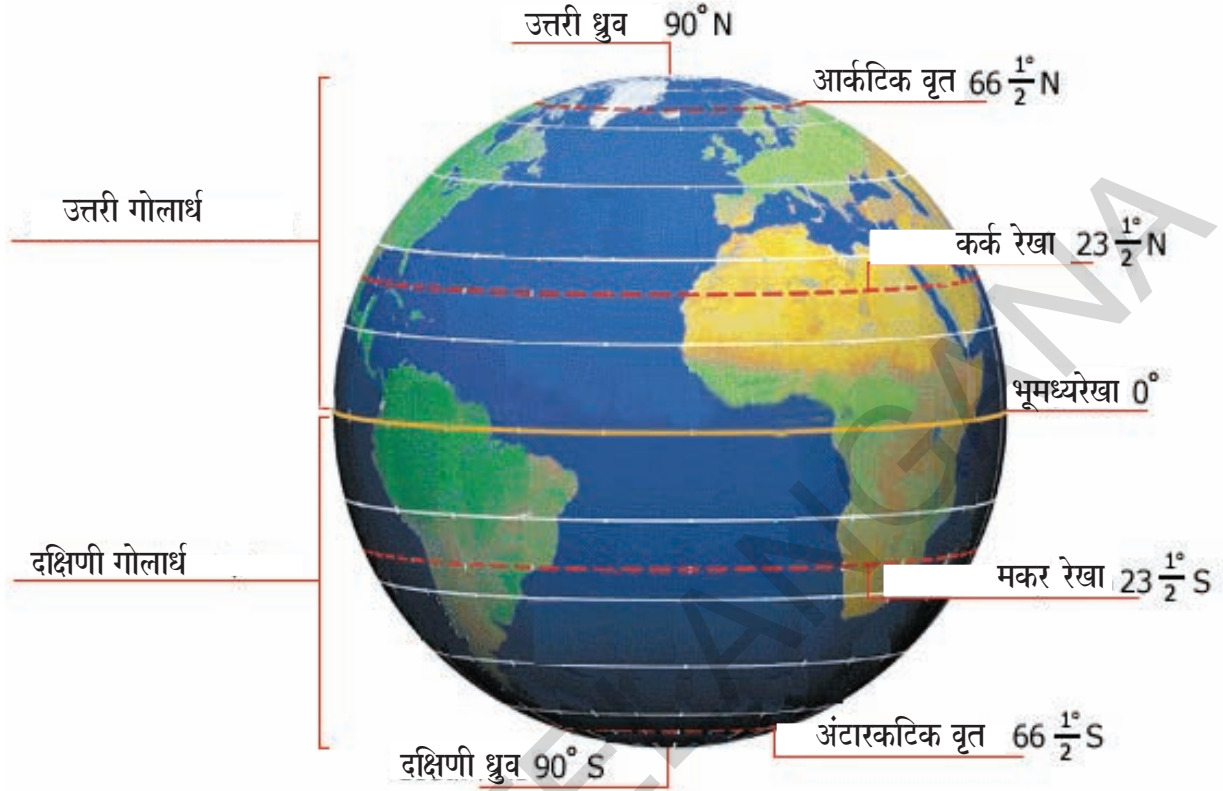 उत्तरी ध्रुव 90° N
आर्कटिक वृत 66 1/2° N
उत्तरी गोलार्ध
कर्क रेखा 23 1/2° N
भूमध्यरेखा 0°
दक्षिणी गोलार्ध
मकर रेखा 23 1/2° S
अंटारकटिक वृत 66 1/2° S
दक्षिणी ध्रुव 90° S
TELANGANA